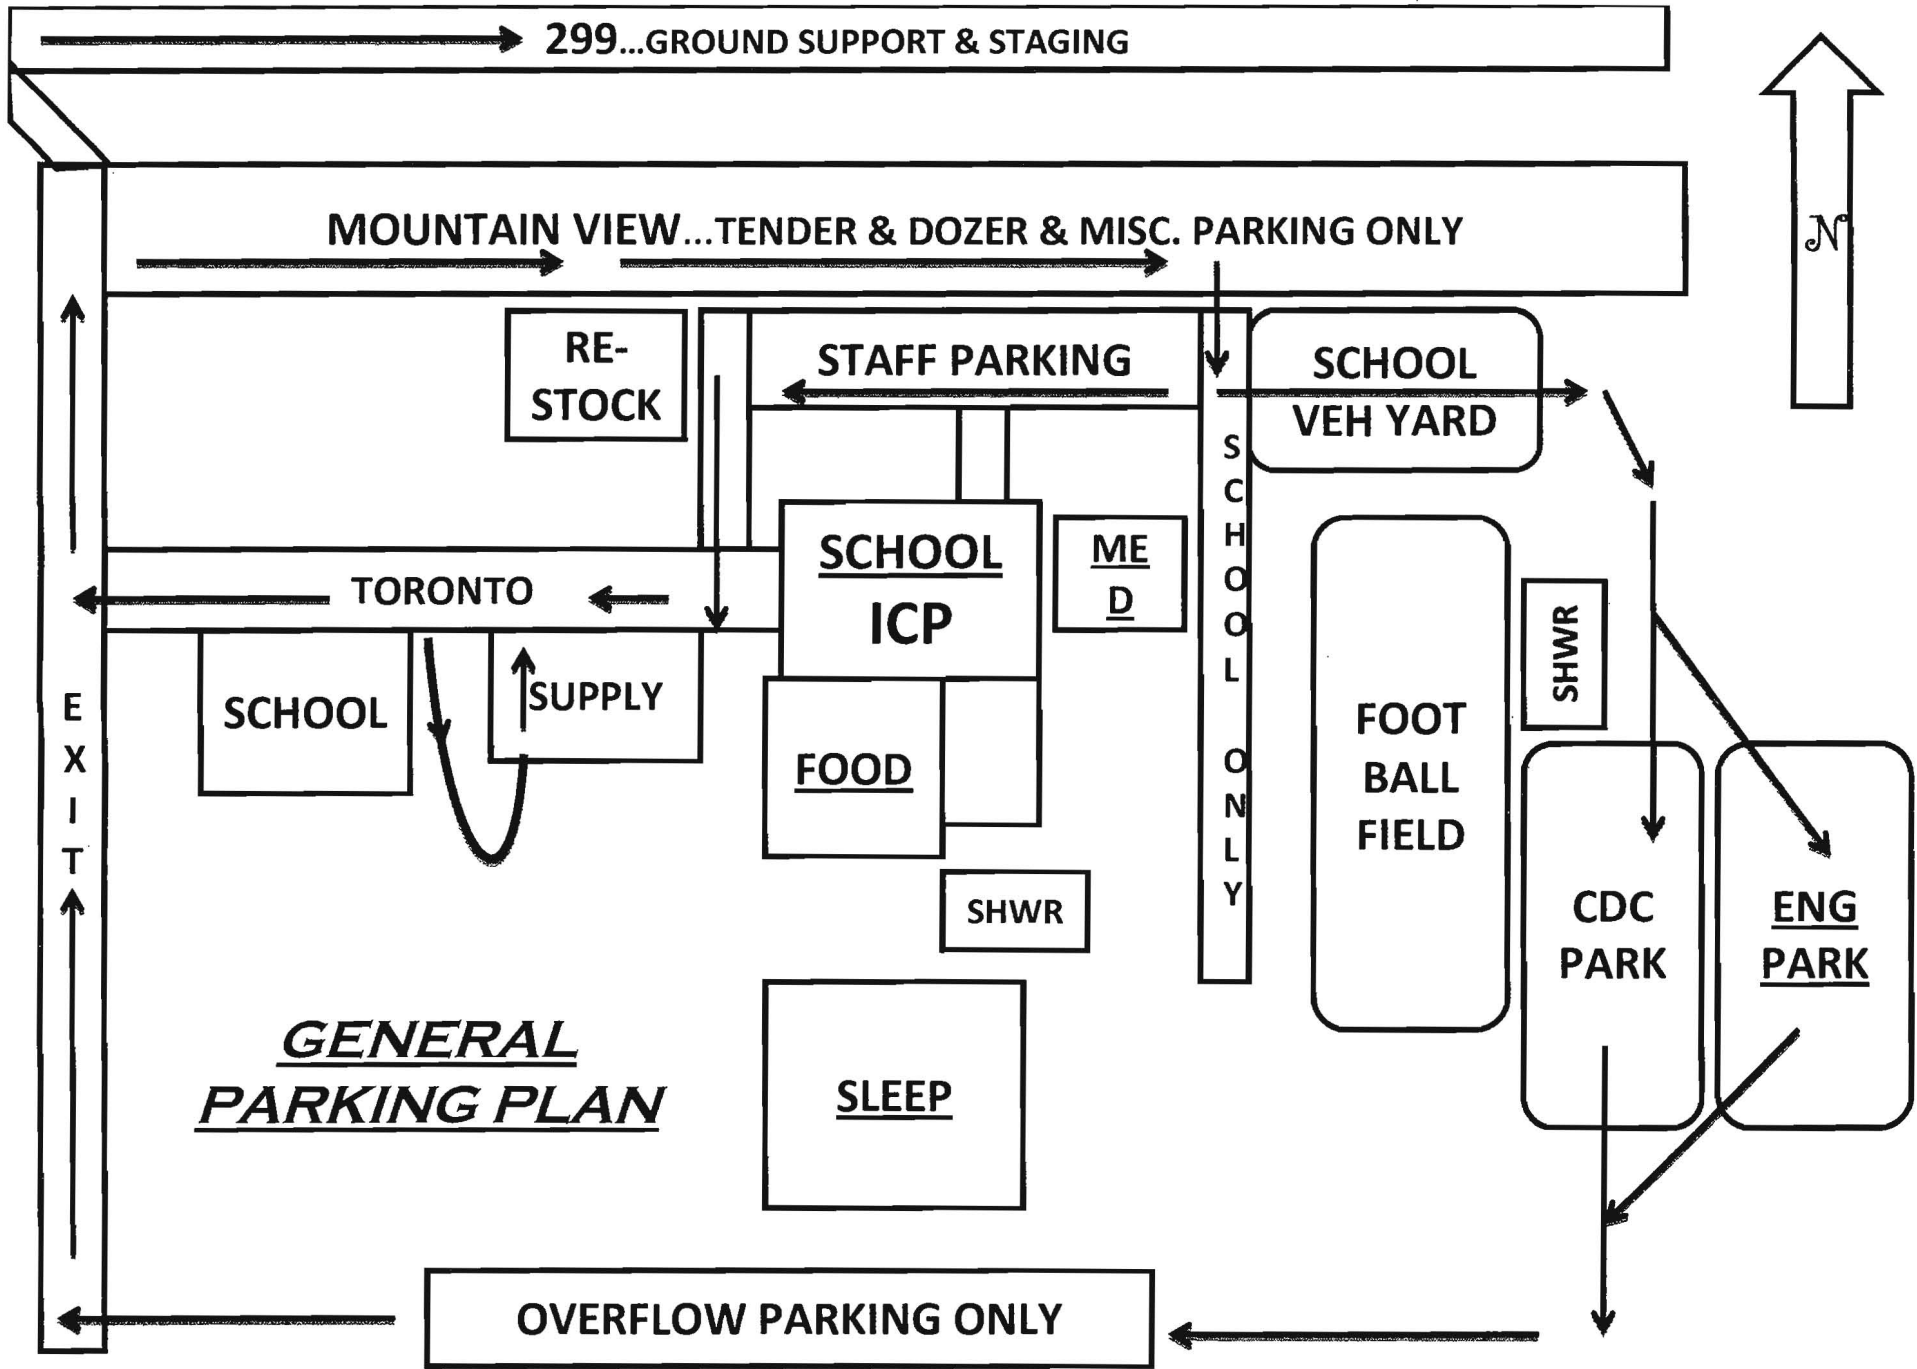 299...GROUND SUPPORT & STAGING
MOUNTAIN VIEW...TENDER & DOZER & MISC. PARKING ONLY
N
RE-
STOCK
STAFF PARKING
SCHOOL
VEH YARD
SCHOOL ONLY
SCHOOL
ICP
ME
D
TORONTO
SCHOOL
SUPPLY
FOOD
SHWR
FOOT
BALL
FIELD
SHWR
EXIT
CDC
PARK
ENG
PARK
GENERAL
PARKING PLAN
SLEEP
OVERFLOW PARKING ONLY